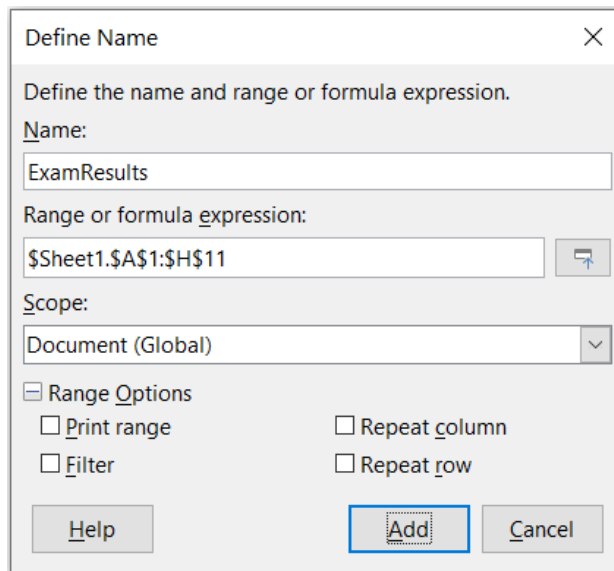 Define Name
Define the name and range or formula expression.
Name:
ExamResults
Range or formula expression:
$Sheet1.$A$1:$H$11
Scope:
Document (Global)
Range Options
Print range Repeat column
Filter Repeat row
Help Add Cancel